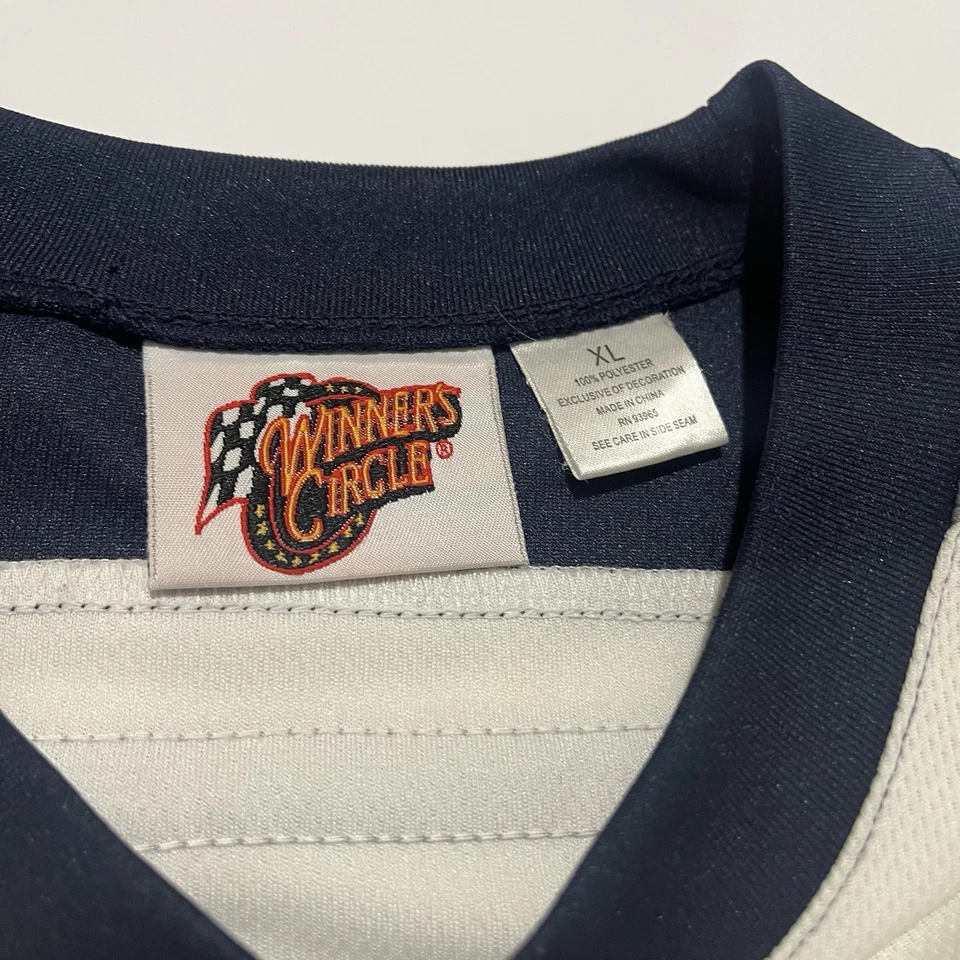 WINNER'S
CIRCLE®
XL
100% POLYESTER
EXCLUSIVE OF DECORATION
MADE IN CHINA
RN 93965
SEE CARE IN SIDE SEAM